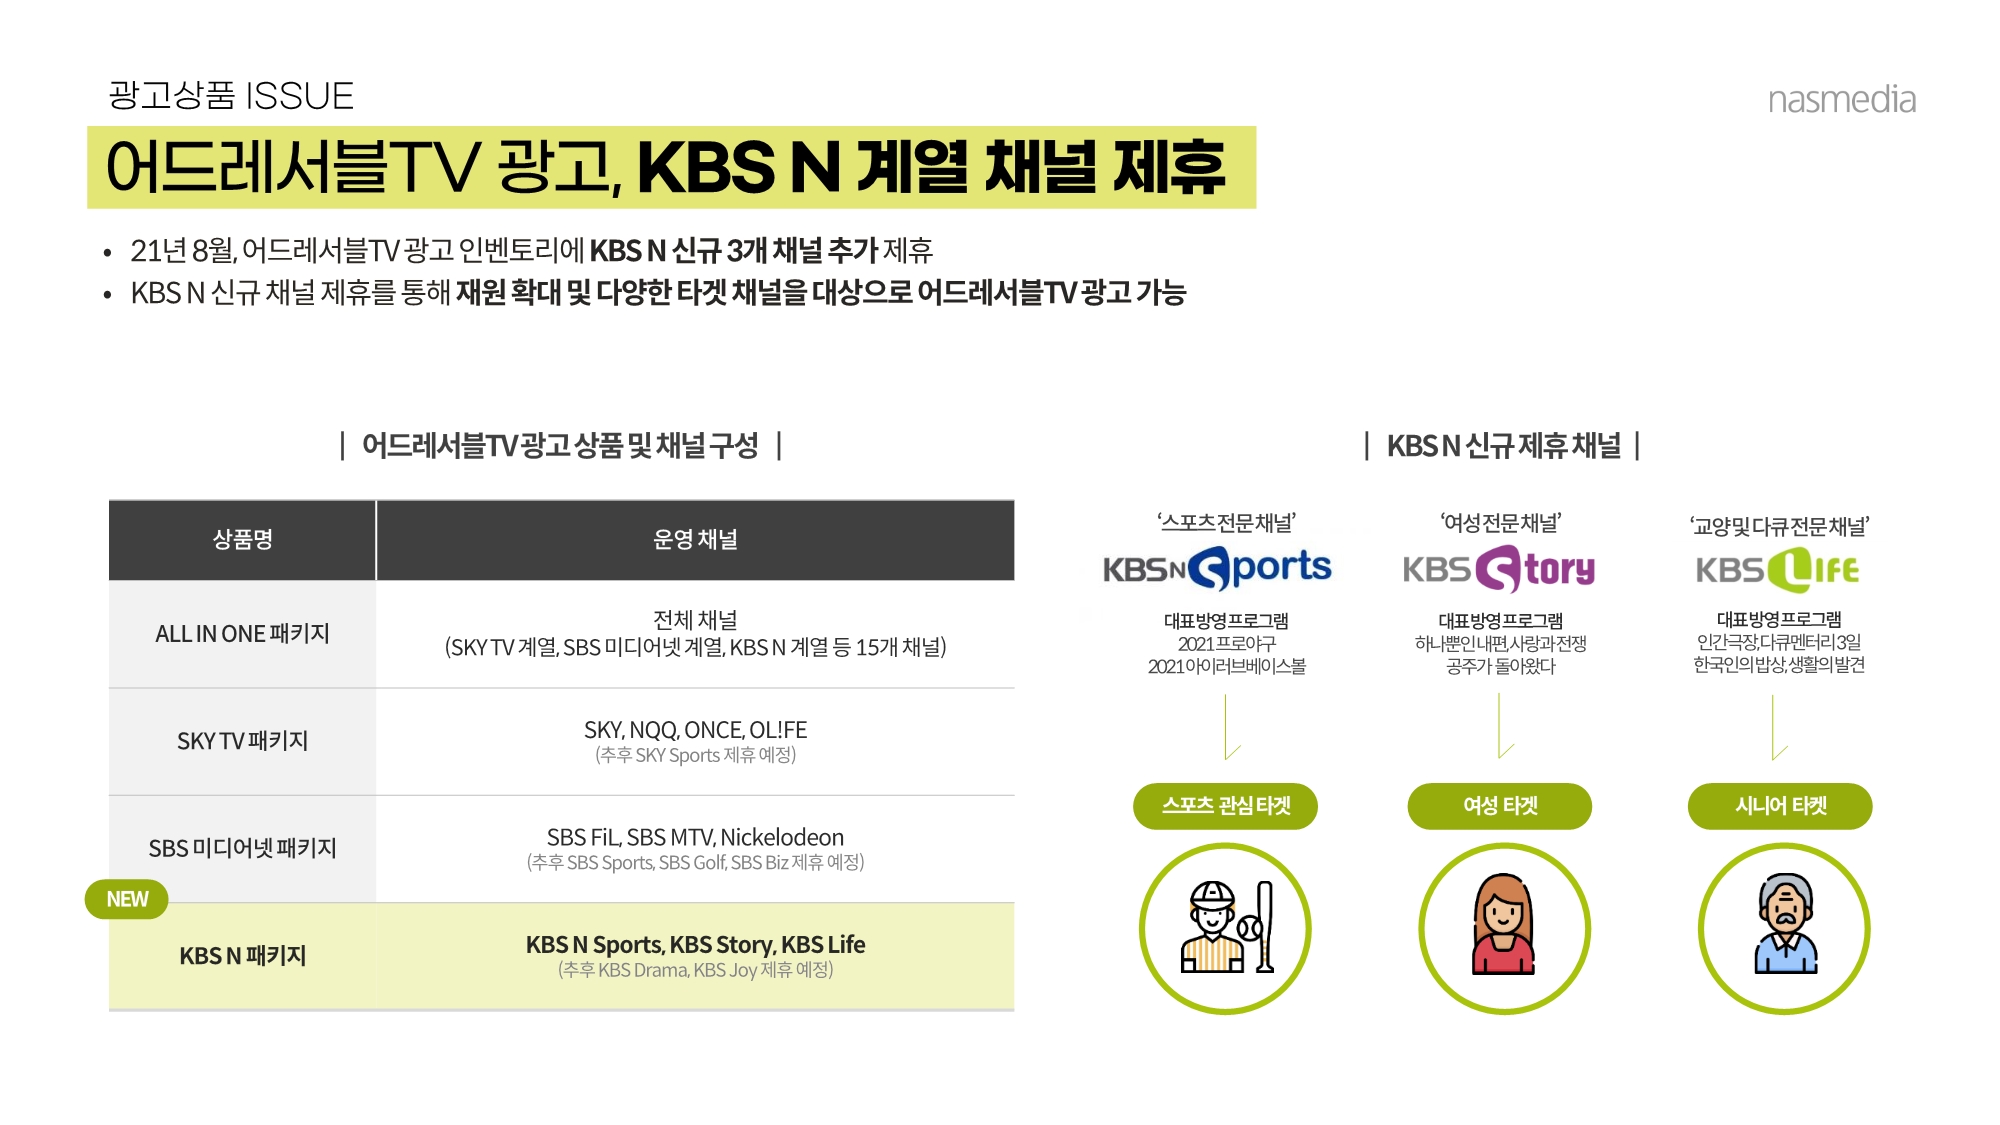 광고상품 ISSUE
nasmedia
어드레서블TV 광고, KBS N 계열 채널 제휴
• 21년 8월, 어드레서블TV 광고 인벤토리에 KBS N 신규 3개 채널 추가 제휴
• KBS N 신규 채널 제휴를 통해 재원 확대 및 다양한 타겟 채널을 대상으로 어드레서블TV 광고 가능
| 어드레서블TV 광고 상품 및 채널 구성 |
상품명 운영 채널
ALL IN ONE 패키지
전체 채널
(SKY TV 계열, SBS 미디어넷 계열, KBS N 계열 등 15개 채널)
SKY TV 패키지
SKY, NQQ, ONCE, OL!FE
(추후 SKY Sports 제휴 예정)
SBS 미디어넷 패키지
SBS FiL, SBS MTV, Nickelodeon
(추후 SBS Sports, SBS Golf, SBS Biz 제휴 예정)
NEW
KBS N 패키지
KBS N Sports, KBS Story, KBS Life
(추후 KBS Drama, KBS Joy 제휴 예정)
| KBS N 신규 제휴 채널 |
‘스포츠 전문 채널’
KBS N Sports
대표 방영 프로그램
2021 프로야구
2021 아이러브베이스볼
스포츠 관심 타겟
‘여성 전문 채널’
KBS Story
대표 방영 프로그램
하나뿐인 내편, 사랑과 전쟁
공주가 돌아왔다
여성 타겟
‘교양 및 다큐 전문 채널’
KBS LIFE
대표 방영 프로그램
인간극장, 다큐멘터리 3일
한국인의 밥상, 생활의 발견
시니어 타켓